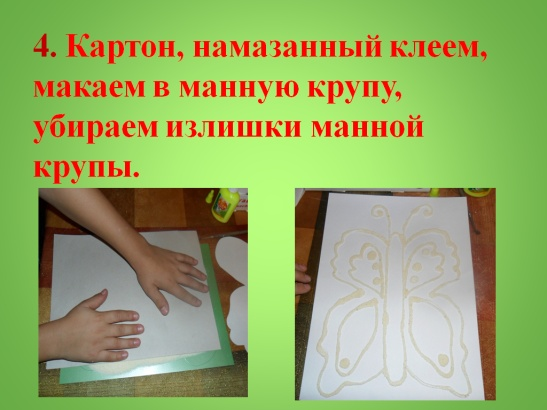 4. Картон, намазанный клеем,
макаем в манную крупу,
убираем излишки манной
крупы.